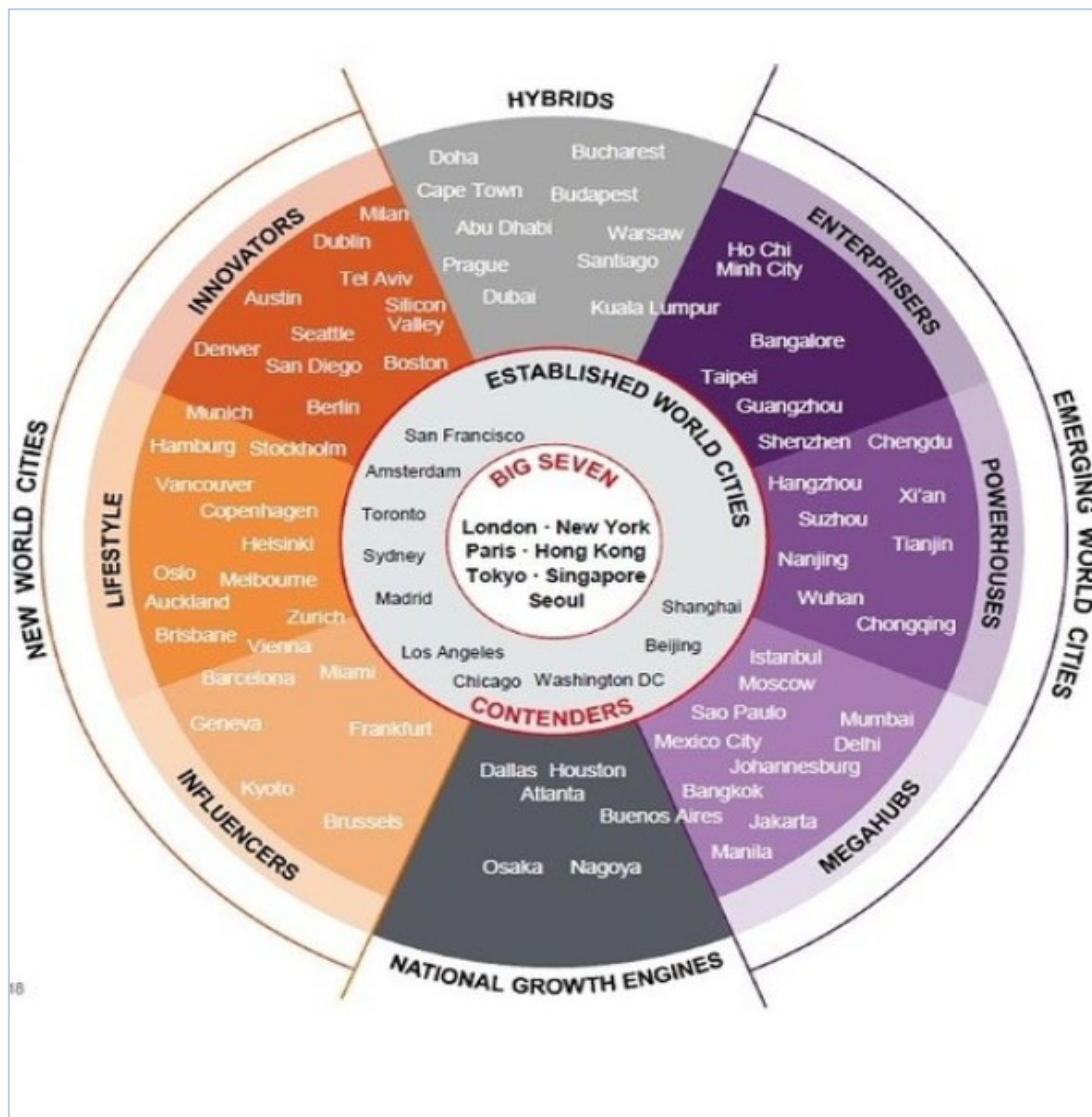 HYBRIDS
Doha
Bucharest
Cape Town
Budapest
Abu Dhabi
Warsaw
Prague
Santiago
Dubai
Kuala Lumpur
NEW WORLD CITIES
INNOVATORS
Milan
Dublin
Tel Aviv
Austin
Silicon
Valley
Seattle
Denver
San Diego
Boston
Berlin
Munich
LIFESTYLE
Hamburg
Stockholm
Vancouver
Copenhagen
Helsinki
Oslo
Melbourne
Auckland
Zurich
Brisbane
Vienna
INFLUENCERS
Barcelona
Miami
Geneva
Frankfurt
Kyoto
Brussels
ESTABLISHED WORLD CITIES
San Francisco
Amsterdam
Toronto
Sydney
Madrid
Los Angeles
Chicago
Washington DC
Beijing
Shanghai
CONTENDERS
BIG SEVEN
London · New York
Paris · Hong Kong
Tokyo · Singapore
Seoul
EMERGING WORLD CITIES
ENTERPRISERS
Ho Chi
Minh City
Bangalore
Taipei
Guangzhou
Shenzhen
POWERHOUSES
Chengdu
Hangzhou
Xi'an
Suzhou
Tianjin
Nanjing
Wuhan
Chongqing
MEGAHUBS
Istanbul
Moscow
Sao Paulo
Mumbai
Mexico City
Delhi
Johannesburg
Bangkok
Jakarta
Manila
Dallas Houston
Atlanta
Buenos Aires
Osaka Nagoya
NATIONAL GROWTH ENGINES
18